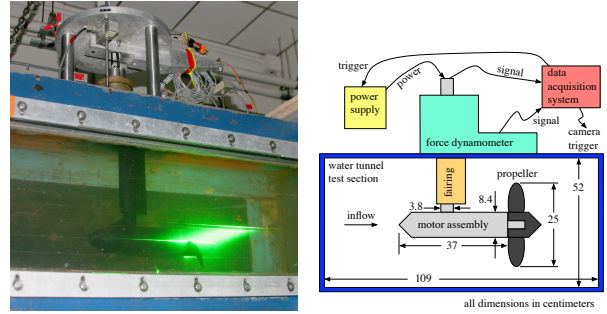 trigger
power
signal
data
acquisition
system
power
supply
signal
force dynamometer
camera
trigger
water tunnel
test section
fairing
propeller
52
3.8
8.4
inflow
motor assembly
25
37
109
all dimensions in centimeters